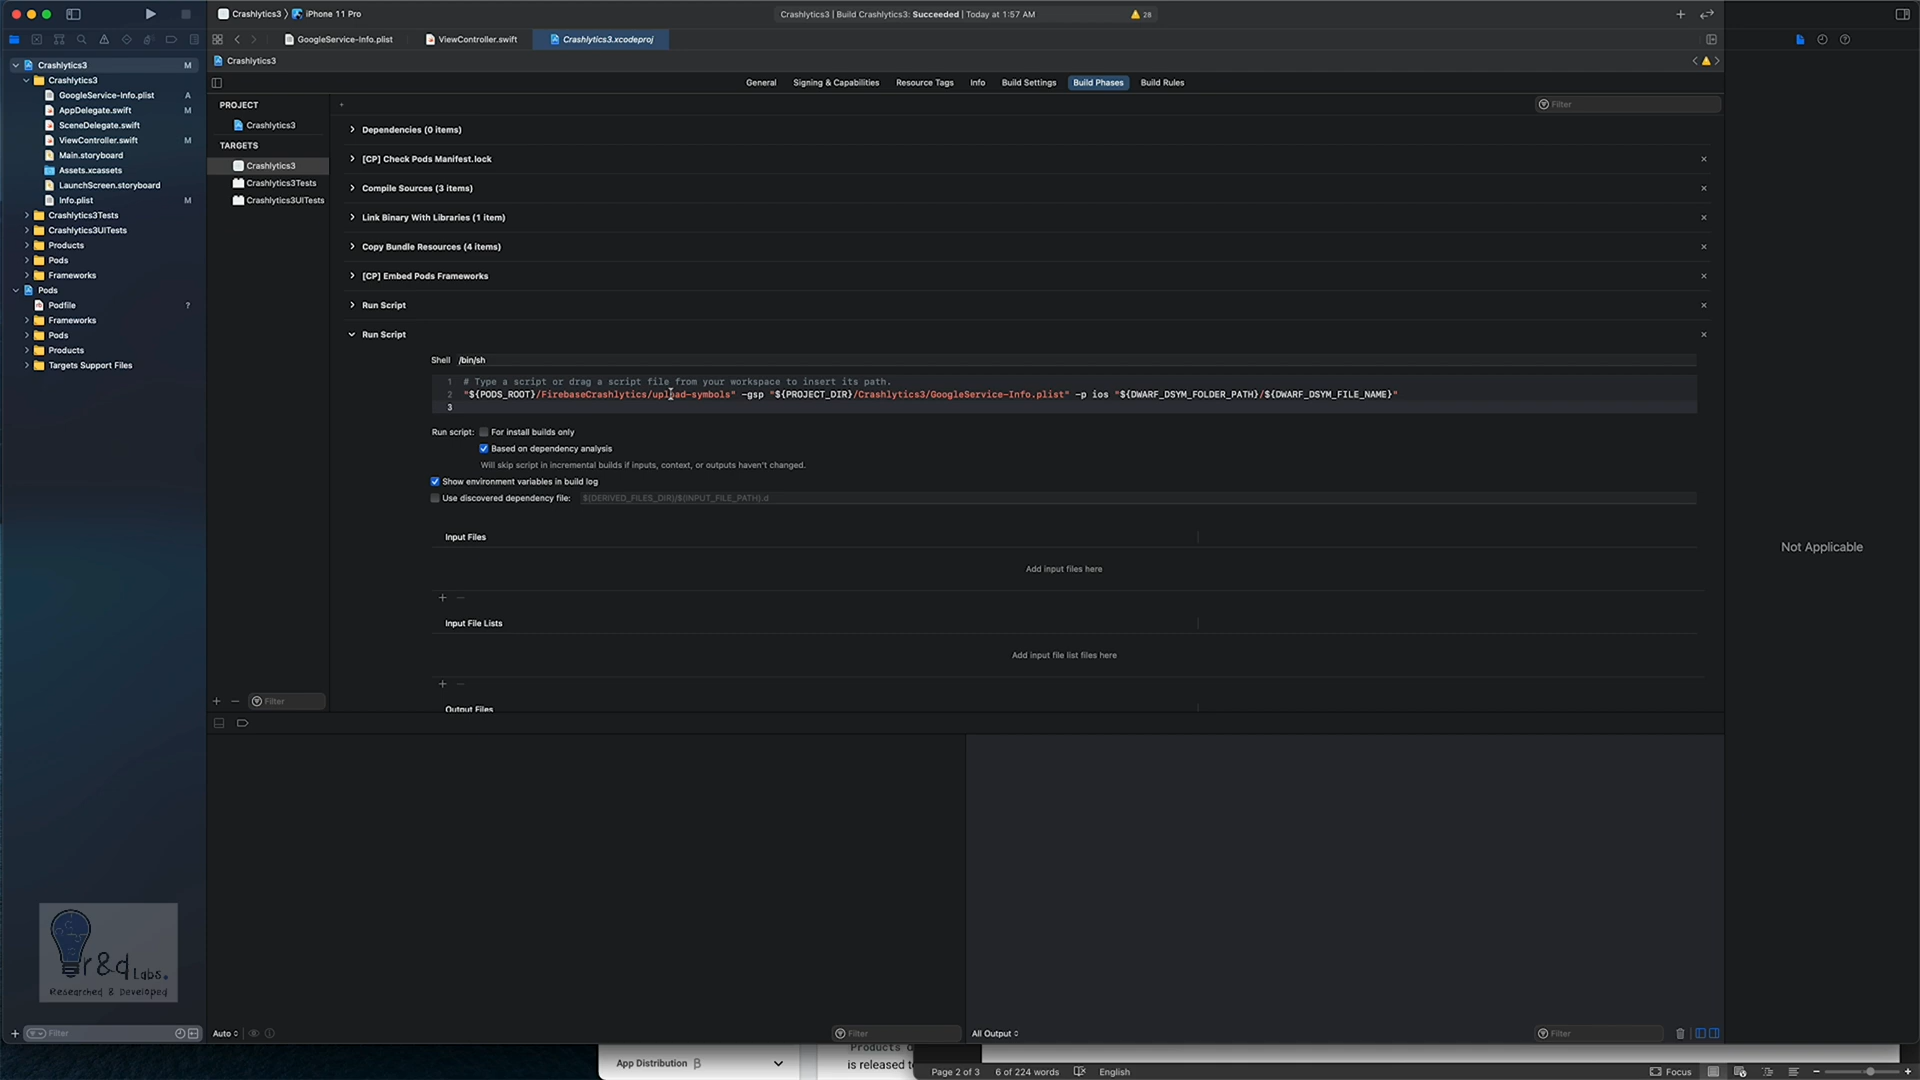 Crashlytics3 › iPhone 11 Pro
Crashlytics3 | Build Crashlytics3: Succeeded | Today at 1:57 AM
28
GoogleService-Info.plist
ViewController.swift
Crashlytics3.xcodeproj
Crashlytics3
General
Signing & Capabilities
Resource Tags
Info
Build Settings
Build Phases
Build Rules
Crashlytics3
M
Crashlytics3
GoogleService-Info.plist
A
AppDelegate.swift
M
SceneDelegate.swift
ViewController.swift
M
Main.storyboard
Assets.xcassets
LaunchScreen.storyboard
Info.plist
M
Crashlytics3Tests
Crashlytics3UITests
Products
Pods
Frameworks
Pods
Podfile
?
Frameworks
Pods
Products
Targets Support Files
PROJECT
Crashlytics3
TARGETS
Crashlytics3
Crashlytics3Tests
Crashlytics3UITests
Filter
Filter
Dependencies (0 items)
[CP] Check Pods Manifest.lock
Compile Sources (3 items)
Link Binary With Libraries (1 item)
Copy Bundle Resources (4 items)
[CP] Embed Pods Frameworks
Run Script
Run Script
Shell /bin/sh
1 # Type a script or drag a script file from your workspace to insert its path.
2 "${PODS_ROOT}/FirebaseCrashlytics/upload-symbols" -gsp "${PROJECT_DIR}/Crashlytics3/GoogleService-Info.plist" -p ios "${DWARF_DSYM_FOLDER_PATH}/${DWARF_DSYM_FILE_NAME}"
3
Run script: For install builds only
Based on dependency analysis
Will skip script in incremental builds if inputs, context, or outputs haven't changed.
Show environment variables in build log
Use discovered dependency file: $(DERIVED_FILES_DIR)/$(INPUT_FILE_PATH).d
Input Files
Add input files here
Input File Lists
Add input file list files here
Output Files
Not Applicable
r&d Labs.
Researched & Developed
Filter
Auto
Filter
All Output
Filter
App Distribution β
Products
is released
Page 2 of 3
6 of 224 words
English
Focus